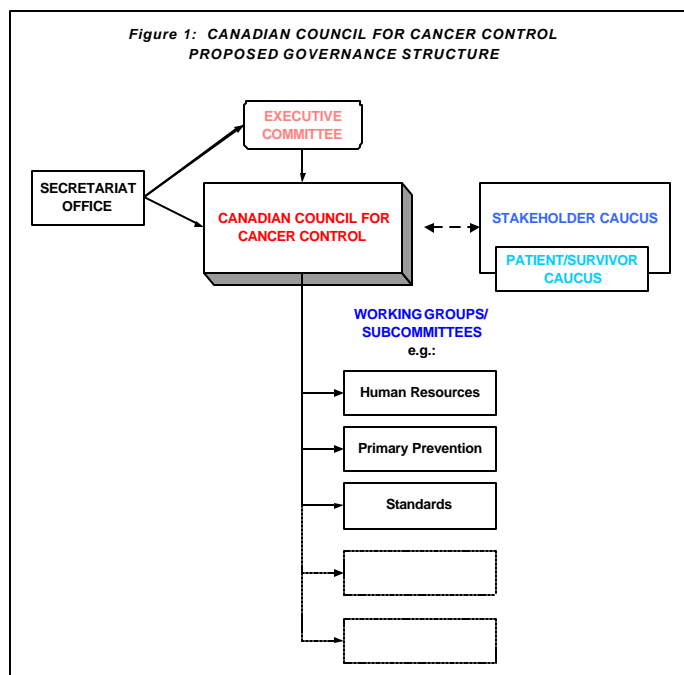 Figure 1: CANADIAN COUNCIL FOR CANCER CONTROL
PROPOSED GOVERNANCE STRUCTURE
EXECUTIVE
COMMITTEE
SECRETARIAT
OFFICE
CANADIAN COUNCIL FOR
CANCER CONTROL
STAKEHOLDER CAUCUS
PATIENT/SURVIVOR
CAUCUS
WORKING GROUPS/
SUBCOMMITTEES
e.g.:
Human Resources
Primary Prevention
Standards